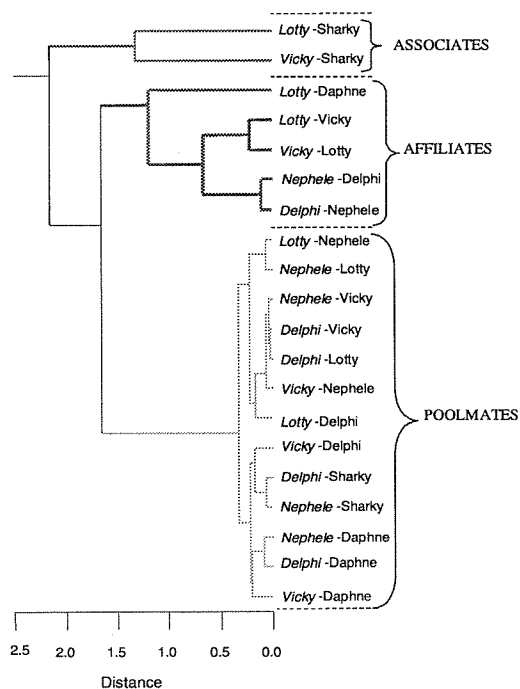 Lotty -Sharky
Vicky -Sharky
ASSOCIATES
Lotty -Daphne
Lotty -Vicky
Vicky -Lotty
Nephele -Delphi
Delphi -Nephele
AFFILIATES
Lotty -Nephele
Nephele -Lotty
Nephele -Vicky
Delphi -Vicky
Delphi -Lotty
Vicky -Nephele
Lotty -Delphi
Vicky -Delphi
Delphi -Sharky
Nephele -Sharky
Nephele -Daphne
Delphi -Daphne
Vicky -Daphne
POOLMATES
2.5 2.0 1.5 1.0 0.5 0.0
Distance